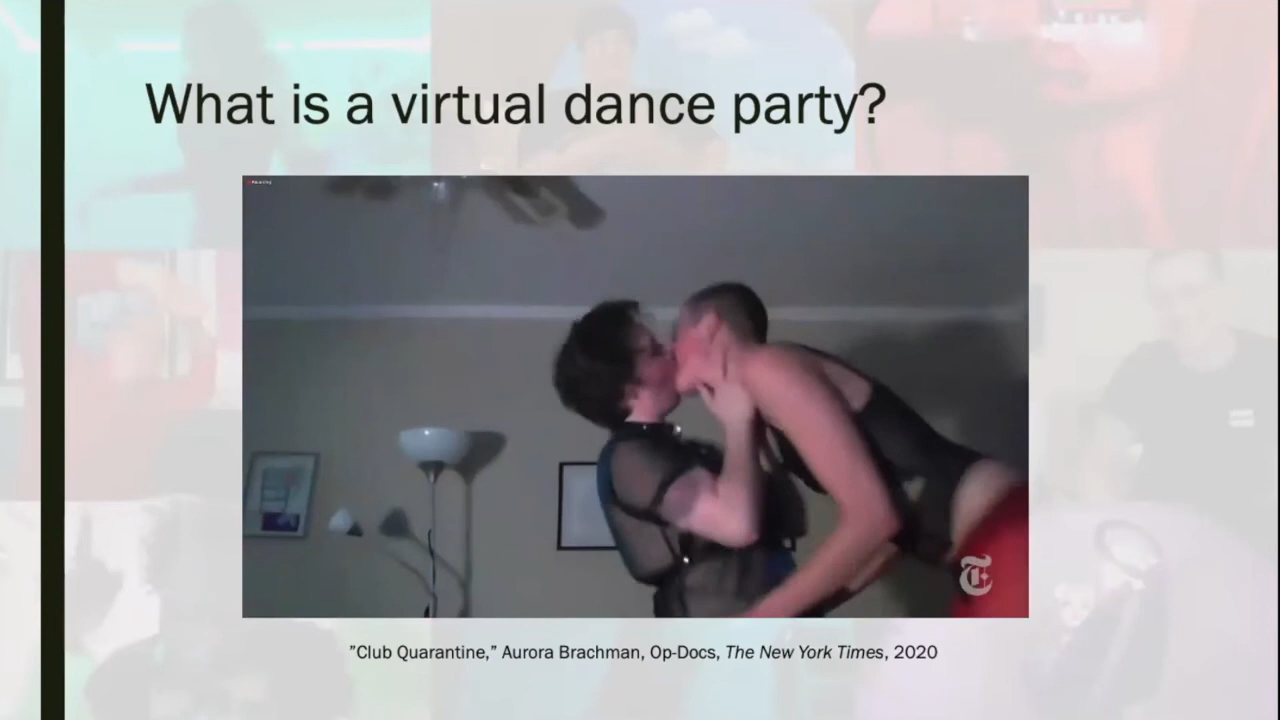 What is a virtual dance party?
”Club Quarantine,” Aurora Brachman, Op-Docs, The New York Times, 2020